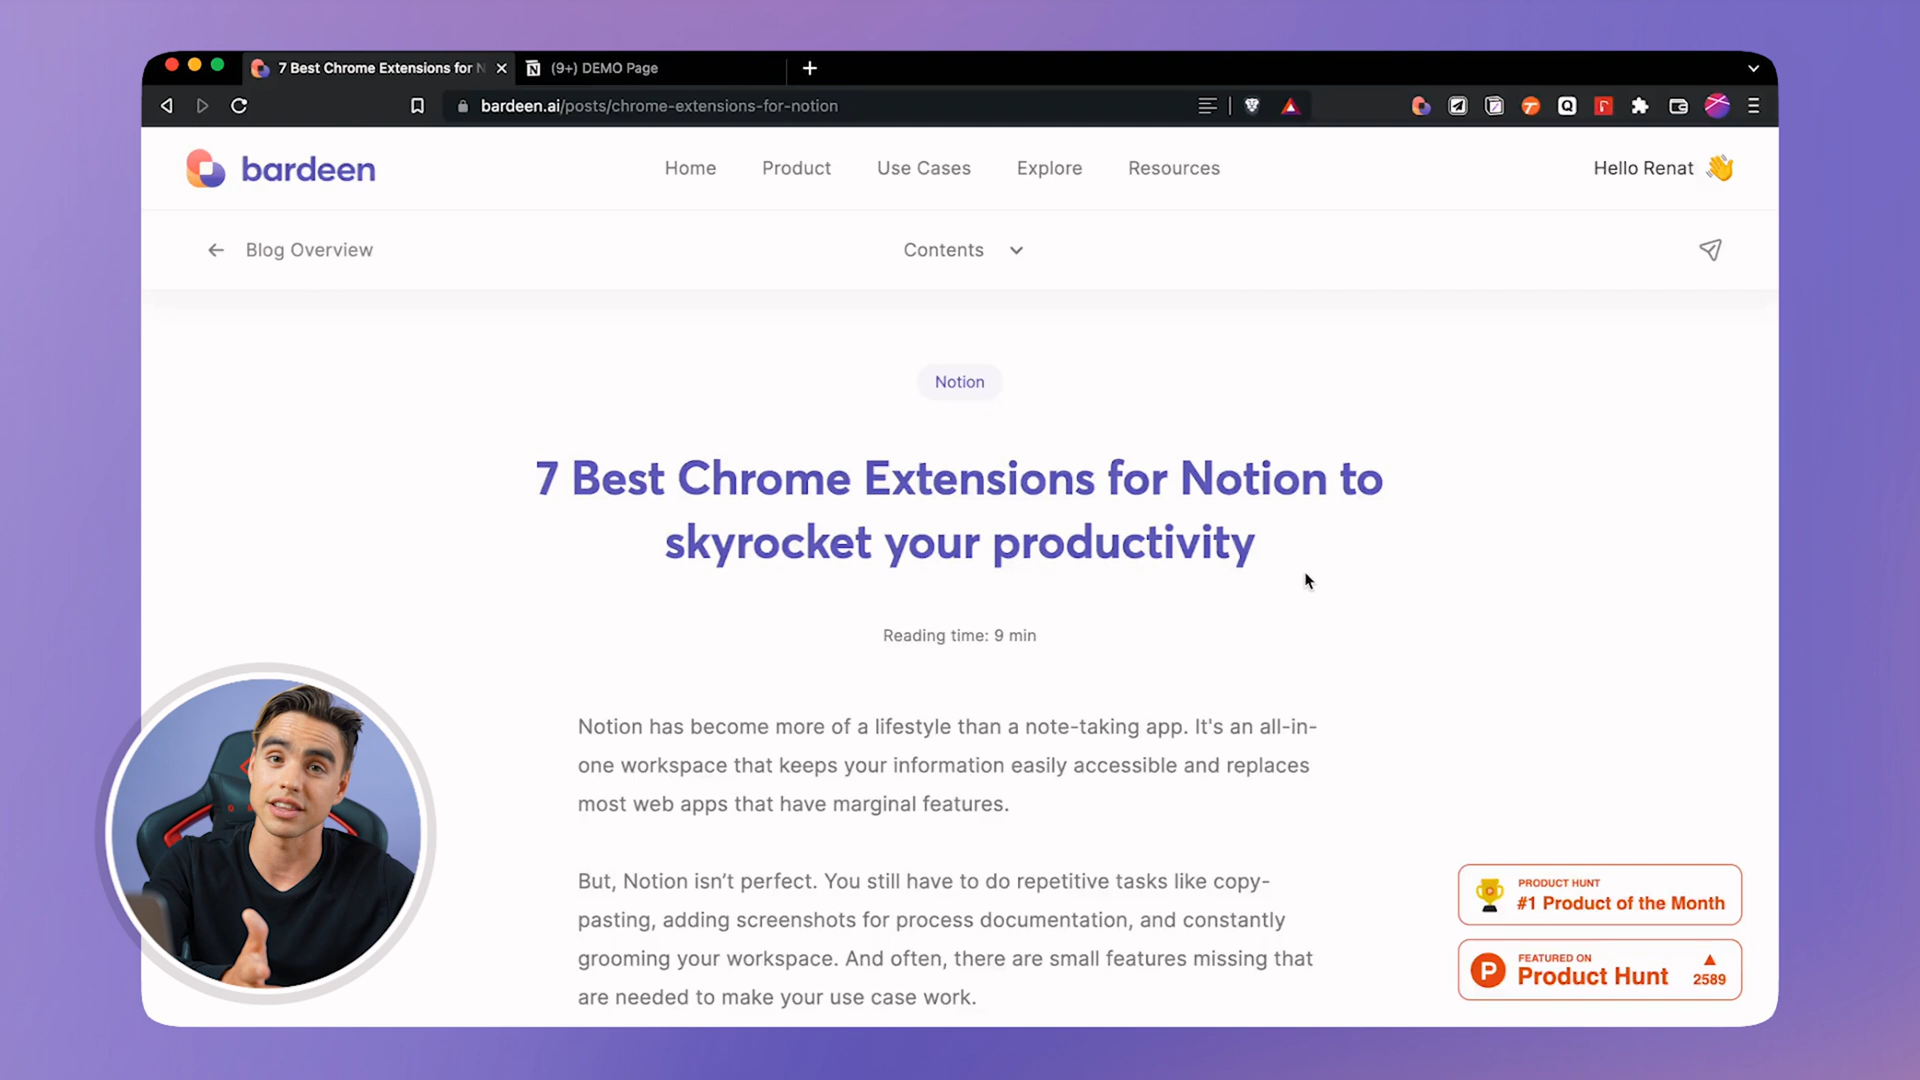 7 Best Chrome Extensions for N
(9+) DEMO Page
bardeen.ai/posts/chrome-extensions-for-notion
bardeen
Home
Product
Use Cases
Explore
Resources
Hello Renat
Blog Overview
Contents
Notion
7 Best Chrome Extensions for Notion to
skyrocket your productivity
Reading time: 9 min
Notion has become more of a lifestyle than a note-taking app. It's an all-in-
one workspace that keeps your information easily accessible and replaces
most web apps that have marginal features.
But, Notion isn’t perfect. You still have to do repetitive tasks like copy-
pasting, adding screenshots for process documentation, and constantly
grooming your workspace. And often, there are small features missing that
are needed to make your use case work.
PRODUCT HUNT
#1 Product of the Month
FEATURED ON
Product Hunt
2589